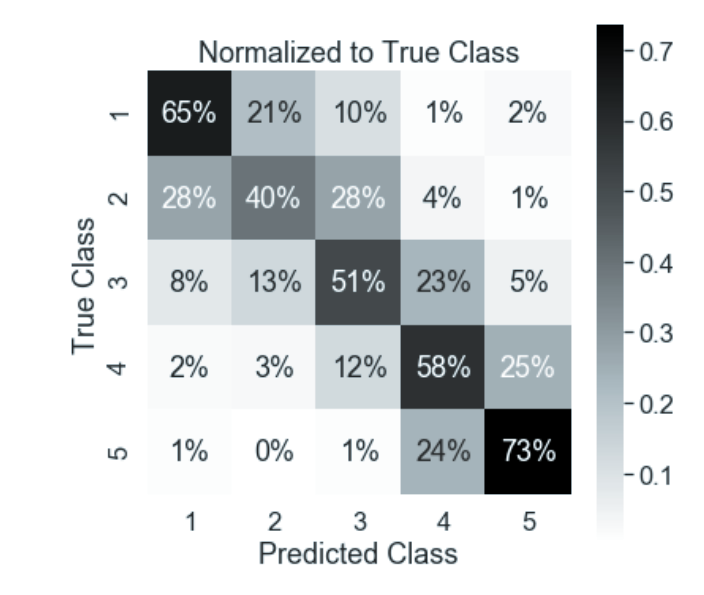 Normalized to True Class
65% 21% 10% 1% 2%
28% 40% 28% 4% 1%
8% 13% 51% 23% 5%
2% 3% 12% 58% 25%
1% 0% 1% 24% 73%
1
2
3
4
5
True Class
1 2 3 4 5
Predicted Class
0.7
0.6
0.5
0.4
0.3
0.2
0.1